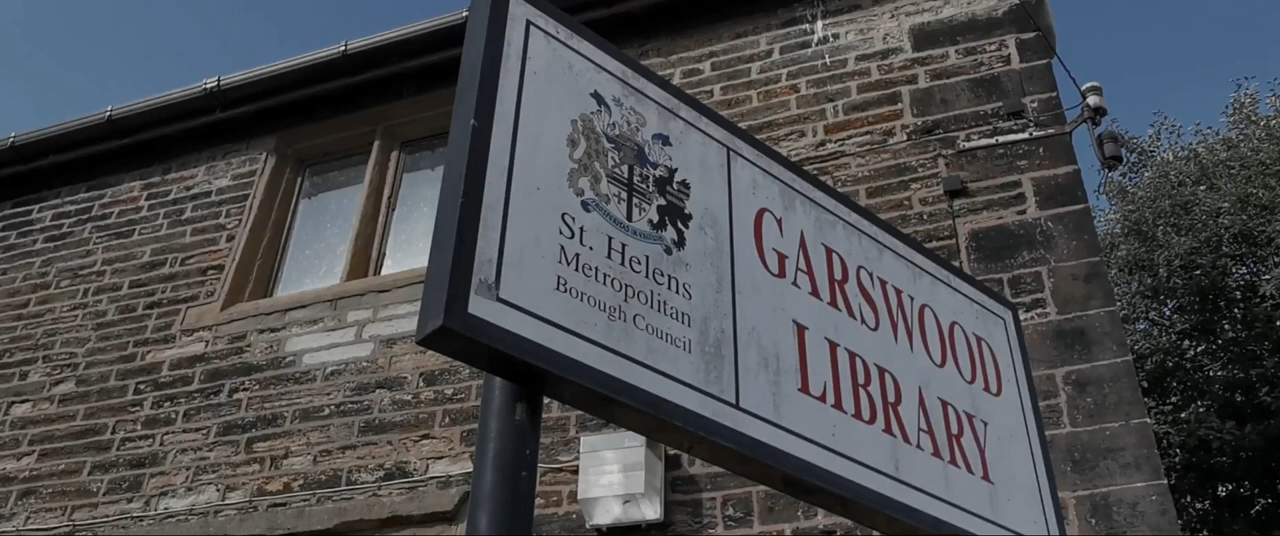 St. Helens
Metropolitan
Borough Council
GARSWOOD
LIBRARY